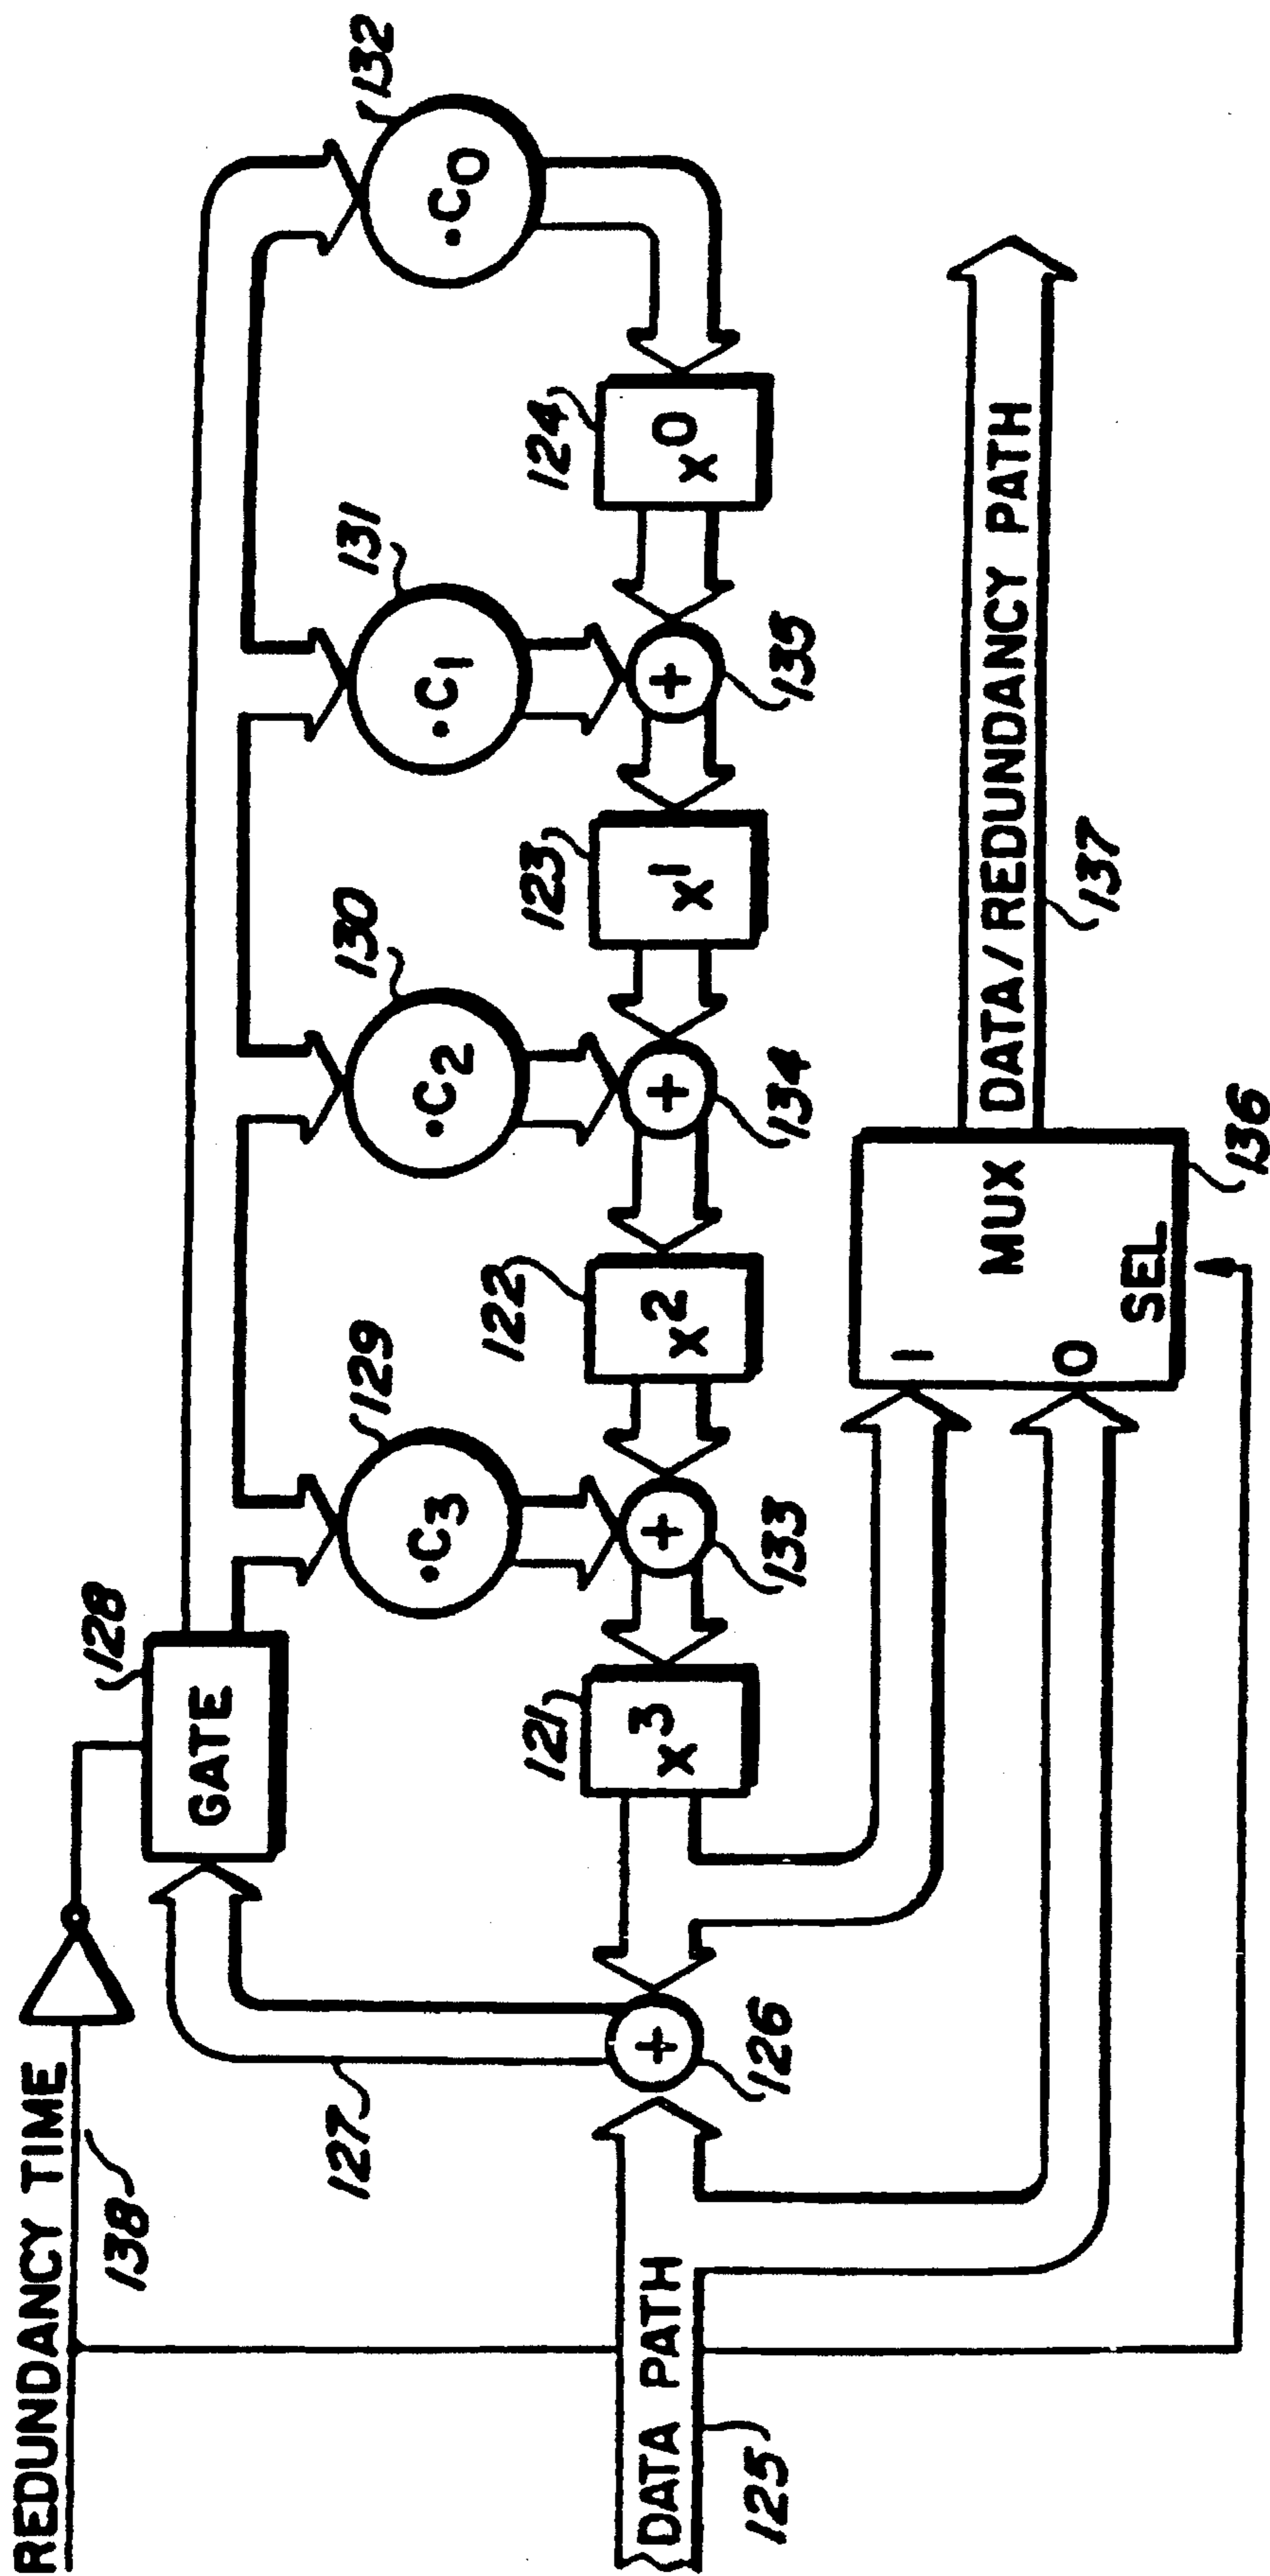 REDUNDANCY TIME
138
GATE
128
127
·C3
129
·C2
130
·C1
131
·C0
132
DATA PATH
125
+
126
x³
121
+
133
x²
122
+
134
x¹
123
+
135
x⁰
124
1
0
MUX
SEL
136
DATA/REDUNDANCY PATH
137